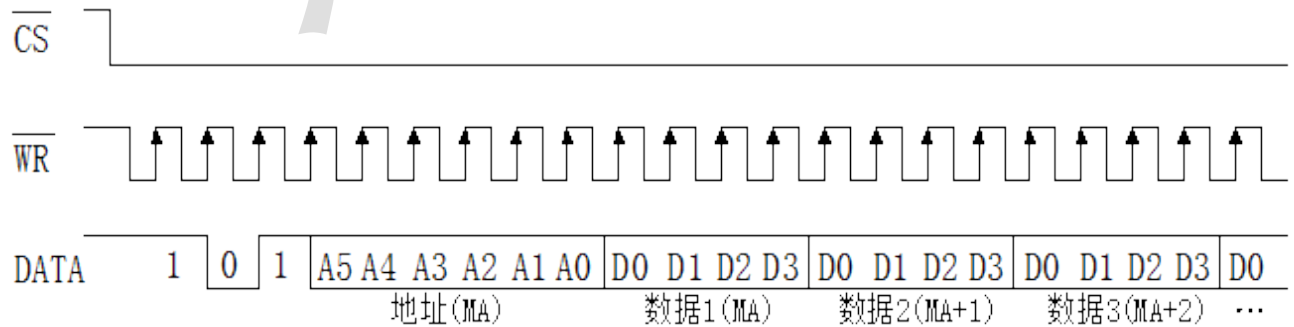 CS
WR
DATA 1 0 1 A5 A4 A3 A2 A1 A0 D0 D1 D2 D3 D0 D1 D2 D3 D0 D1 D2 D3 D0
地址(MA) 数据1(MA) 数据2(MA+1) 数据3(MA+2) ...